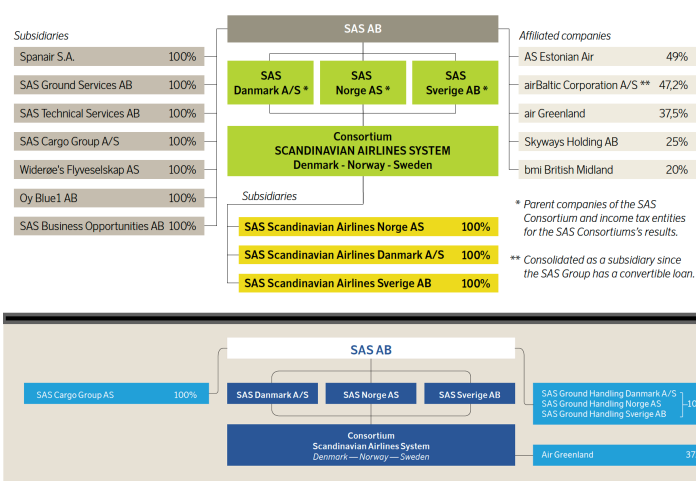 Subsidiaries
Spanair S.A. 100%
SAS Ground Services AB 100%
SAS Technical Services AB 100%
SAS Cargo Group A/S 100%
Widerøe's Flyveselskap AS 100%
Oy Blue1 AB 100%
SAS Business Opportunities AB 100%
SAS AB
SAS
Danmark A/S *
SAS
Norge AS *
SAS
Sverige AB *
Consortium
SCANDINAVIAN AIRLINES SYSTEM
Denmark - Norway - Sweden
Subsidiaries
SAS Scandinavian Airlines Norge AS 100%
SAS Scandinavian Airlines Danmark A/S 100%
SAS Scandinavian Airlines Sverige AB 100%
Affiliated companies
AS Estonian Air 49%
airBaltic Corporation A/S ** 47,2%
air Greenland 37,5%
Skyways Holding AB 25%
bmi British Midland 20%
* Parent companies of the SAS
Consortium and income tax entities
for the SAS Consortiums's results.
** Consolidated as a subsidiary since
the SAS Group has a convertible loan.
SAS AB
SAS Cargo Group AS 100%
SAS Danmark A/S
SAS Norge AS
SAS Sverige AB
Consortium
Scandinavian Airlines System
Denmark — Norway — Sweden
SAS Ground Handling Danmark A/S
SAS Ground Handling Norge AS
SAS Ground Handling Sverige AB
Air Greenland